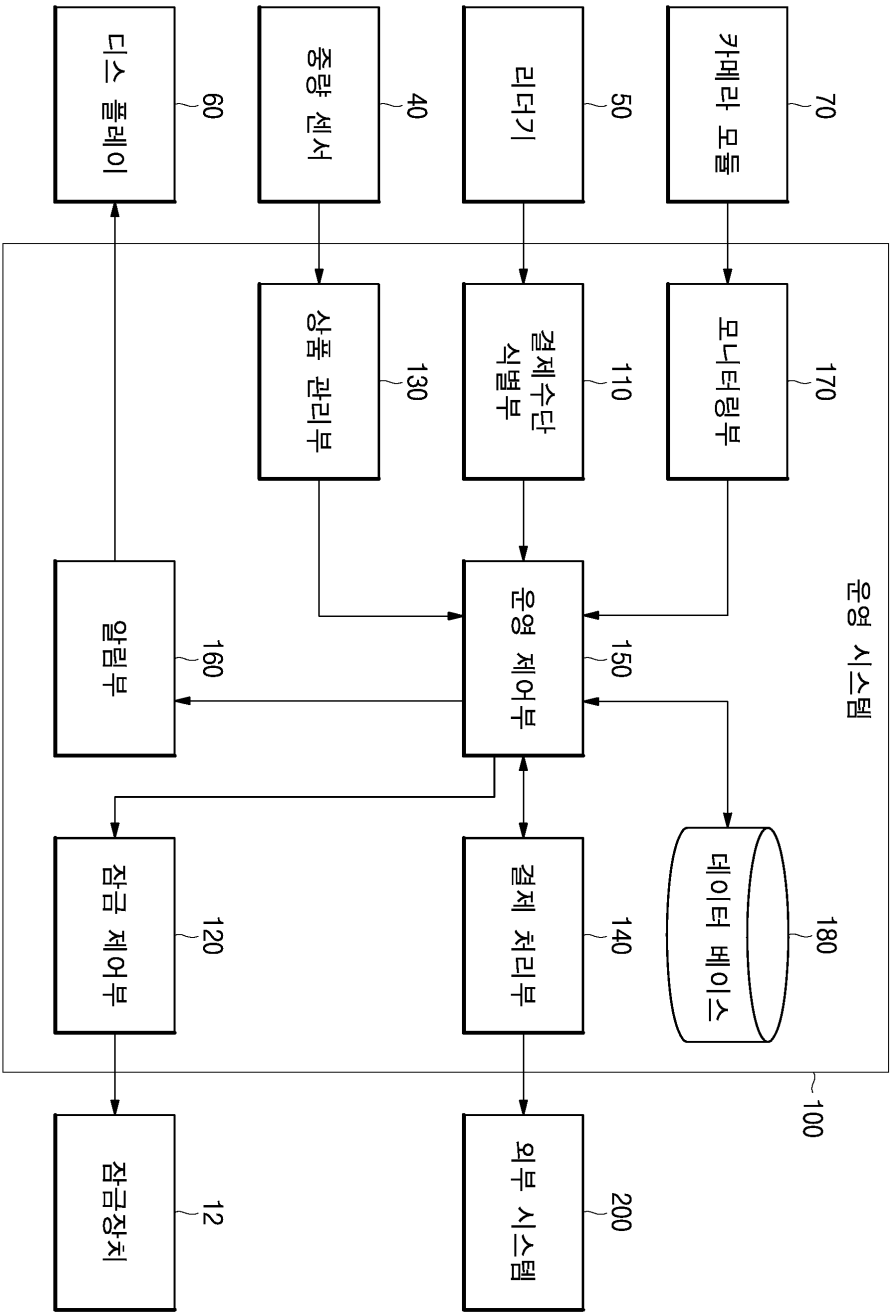 운영 시스템
100
70
카메라 모듈
170
모니터링부
180
데이터 베이스
50
리더기
110
결제수단
식별부
150
운영 제어부
140
결제 처리부
200
외부 시스템
40
중량 센서
130
상품 관리부
60
디스 플레이
160
알림부
120
잠금 제어부
12
잠금장치